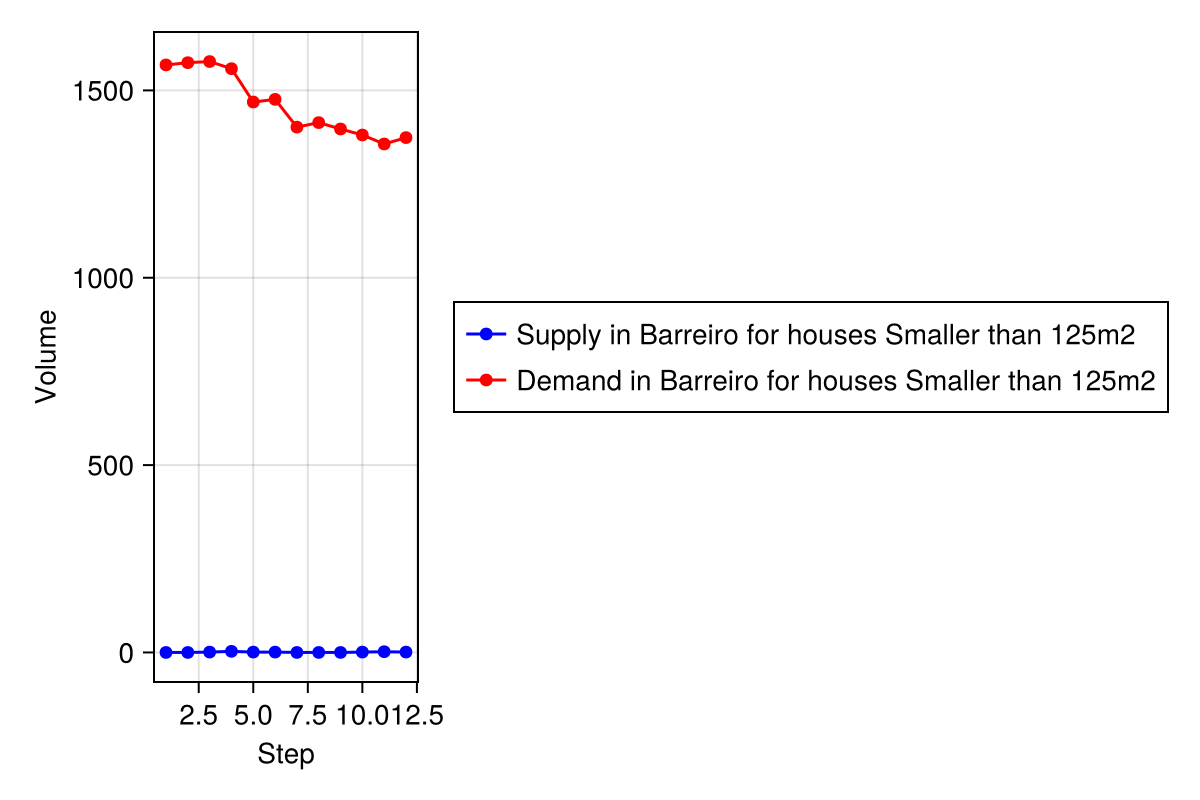 1500
1000
500
0
Volume
2.5 5.0 7.5 10.0 12.5
Step
Supply in Barreiro for houses Smaller than 125m2
Demand in Barreiro for houses Smaller than 125m2